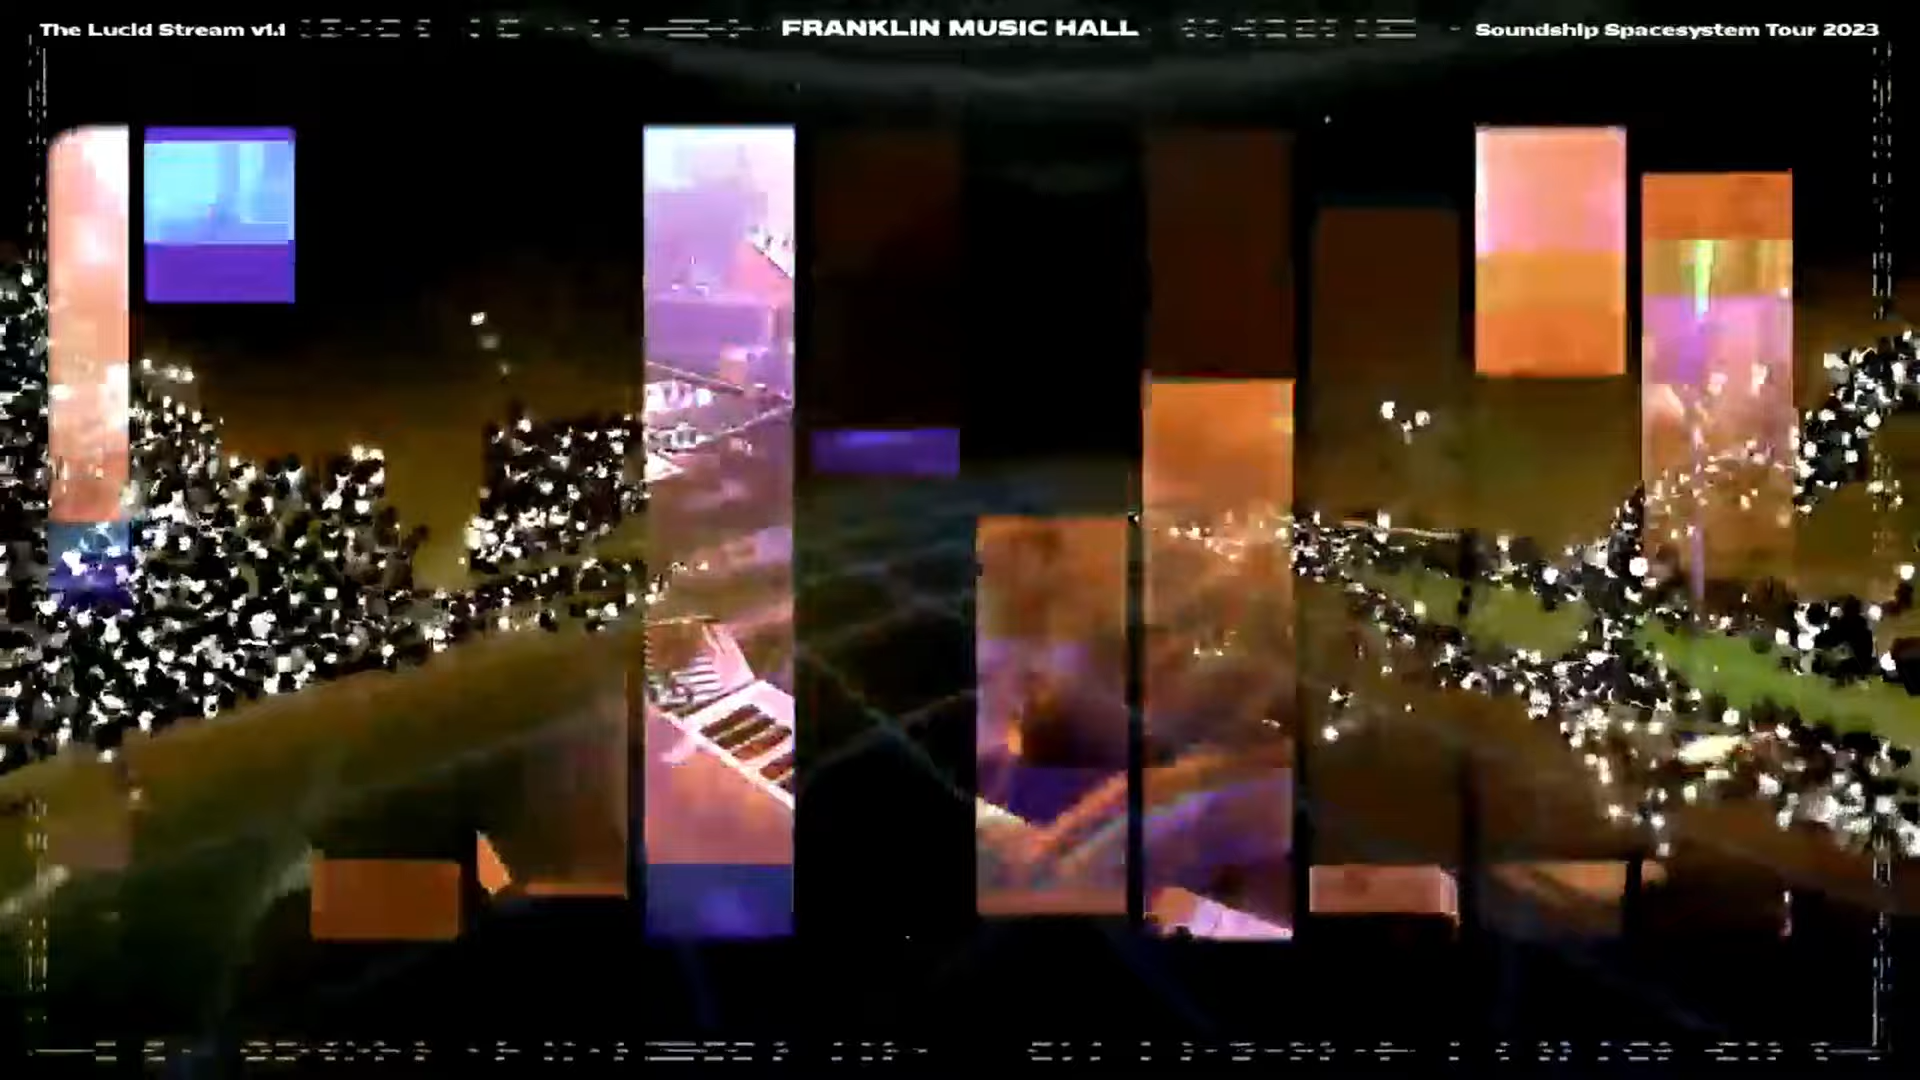 The Lucid Stream v1.1
FRANKLIN MUSIC HALL
Soundship Spacesystem Tour 2023